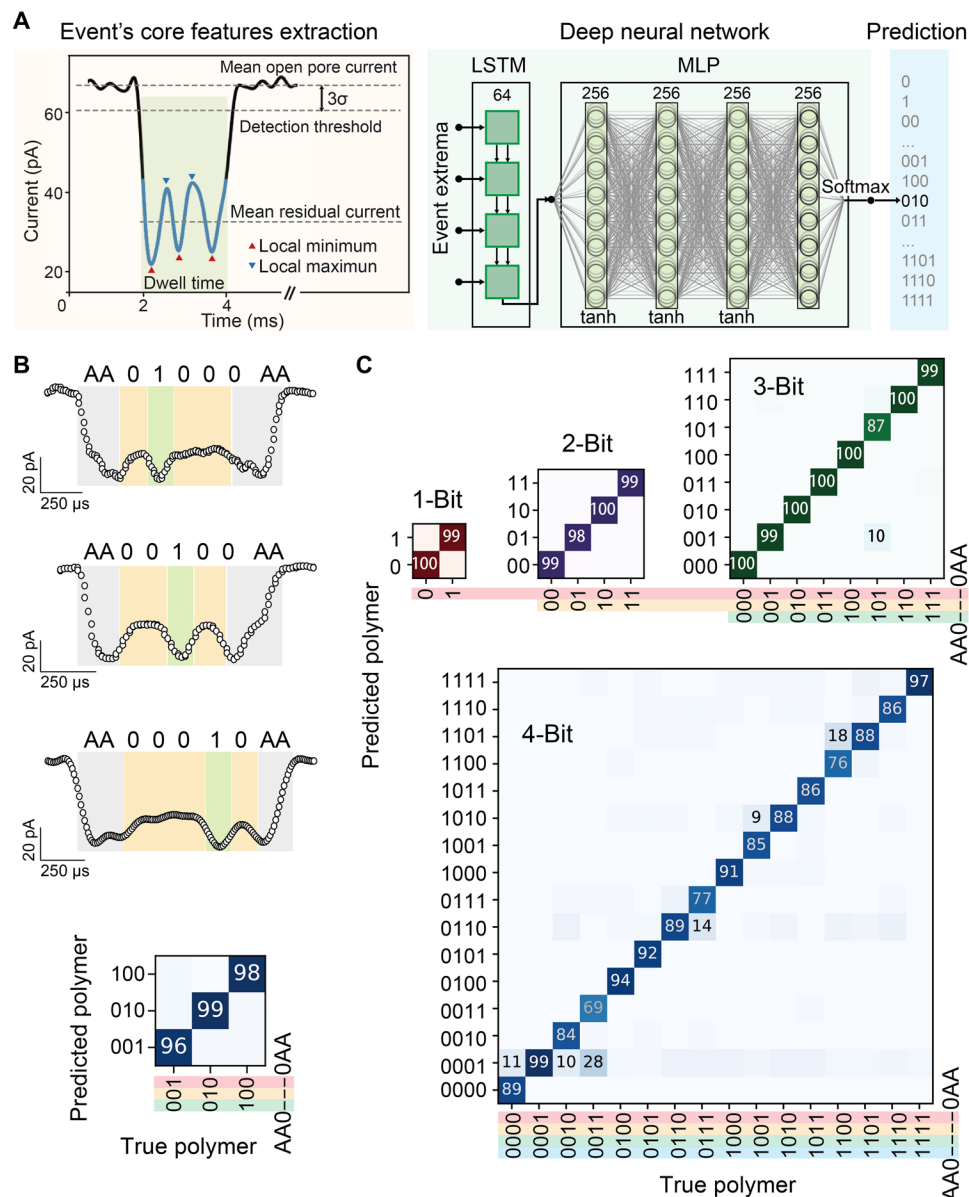 A
Event's core features extraction
Deep neural network
Prediction
Mean open pore current
3σ
Detection threshold
Mean residual current
Local minimum
Local maximun
Dwell time
Current (pA)
60
40
20
0
2
4
Time (ms)
LSTM
MLP
64
256
256
256
256
Event extrema
tanh
tanh
tanh
Softmax
0
1
00
...
001
100
010
011
...
1101
1110
1111
B
AA 0 1 0 0 0 AA
20 pA
250 µs
AA 0 0 1 0 0 AA
20 pA
250 µs
AA 0 0 0 1 0 AA
20 pA
250 µs
Predicted polymer
100
010
001
98
99
96
001
010
100
AA0---0AA
True polymer
C
Predicted polymer
1-Bit
1
0
99
100
0
1
2-Bit
11
10
01
00
99
100
98
99
00
01
10
11
3-Bit
111
110
101
100
011
010
001
000
99
100
87
100
100
100
99
10
100
000
001
010
011
100
101
110
111
AA0---0AA
4-Bit
1111
1110
1101
1100
1011
1010
1001
1000
0111
0110
0101
0100
0011
0010
0001
0000
97
86
18 88
76
86
9 88
85
91
77
89 14
92
94
69
84
11 99 10 28
89
0000
0001
0010
0011
0100
0101
0110
0111
1000
1001
1010
1011
1100
1101
1110
1111
AA0----0AA
True polymer